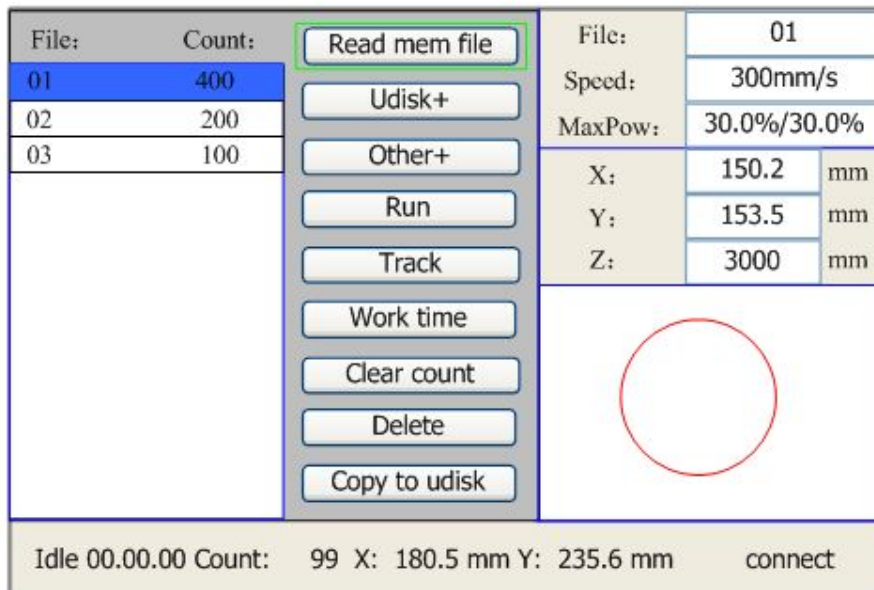 File: Count:
01 400
02 200
03 100
Read mem file
Udisk+
Other+
Run
Track
Work time
Clear count
Delete
Copy to udisk
File: 01
Speed: 300mm/s
MaxPow: 30.0%/30.0%
X: 150.2 mm
Y: 153.5 mm
Z: 3000 mm
Idle 00.00.00 Count: 99 X: 180.5 mm Y: 235.6 mm connect